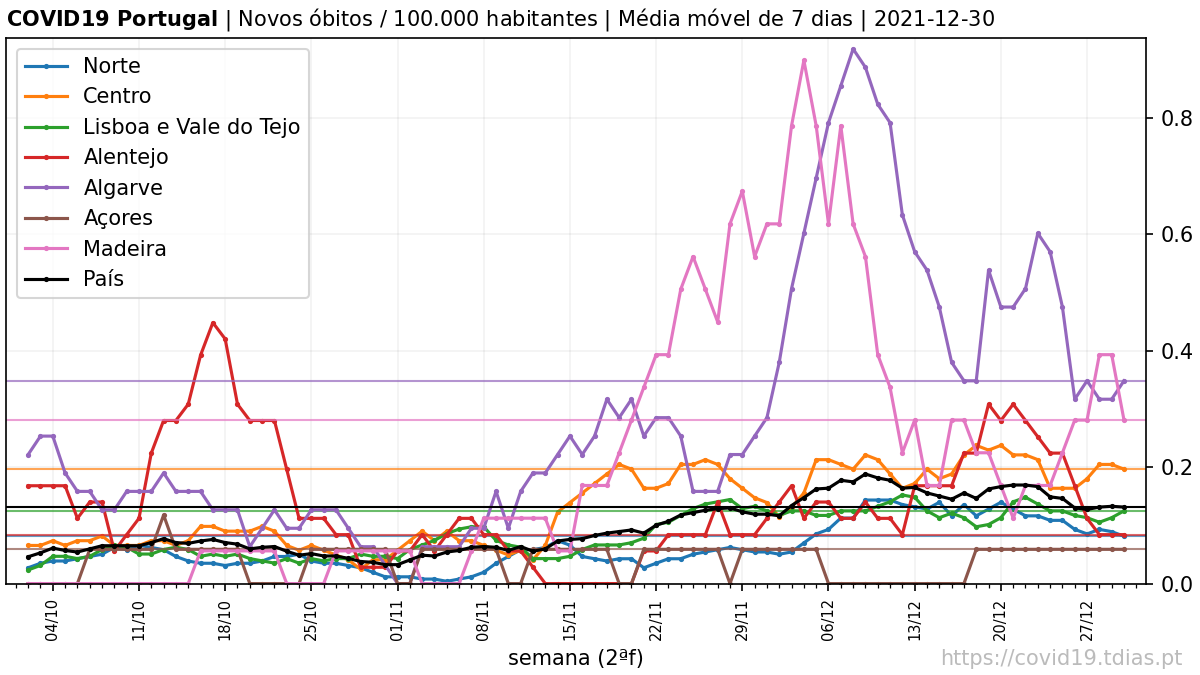 COVID19 Portugal | Novos óbitos / 100.000 habitantes | Média móvel de 7 dias | 2021-12-30
Norte
Centro
Lisboa e Vale do Tejo
Alentejo
Algarve
Açores
Madeira
País
0.8
0.6
0.4
0.2
0.0
04/10
11/10
18/10
25/10
01/11
08/11
15/11
22/11
29/11
06/12
13/12
20/12
27/12
semana (2ªf)
https://covid19.tdias.pt